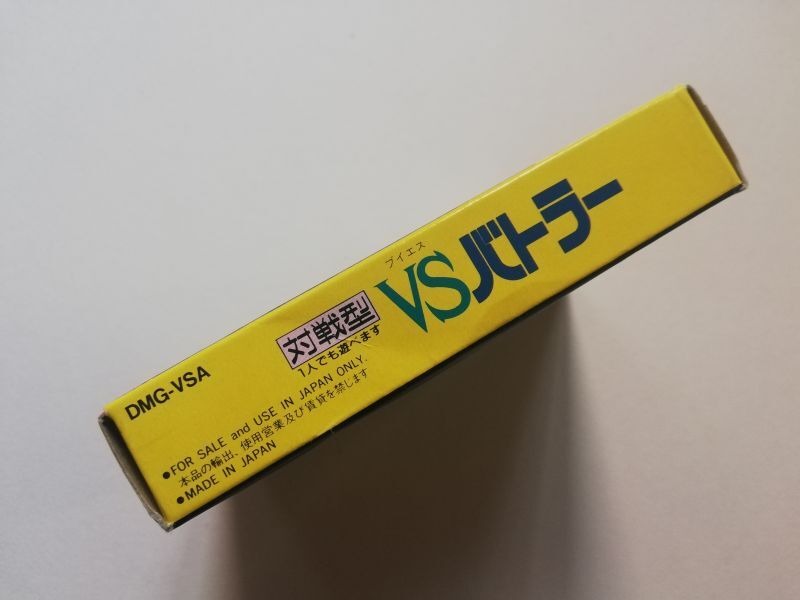 DMG-VSA
対戦型
1人でも遊べます
ブイエス
VSバトラー
●FOR SALE and USE IN JAPAN ONLY.
本品の輸出、使用営業及び賃貸を禁じます
●MADE IN JAPAN